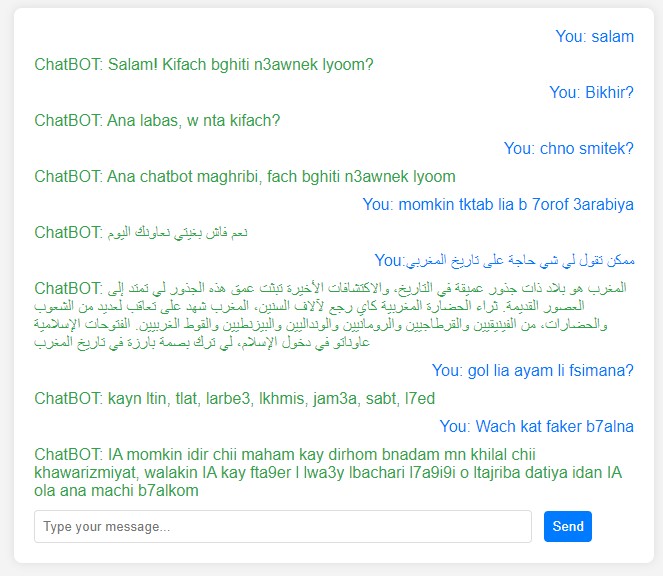 You: salam
ChatBOT: Salam! Kifach bghiti n3awnek lyoom?
You: Bikhir?
ChatBOT: Ana labas, w nta kifach?
You: chno smitek?
ChatBOT: Ana chatbot maghribi, fach bghiti n3awnek lyoom
You: momkin tktab lia b 7orof 3arabiya
ChatBOT: نعم فاش بغيتي نعاونك اليوم
You:ممكن تقول لي شي حاجة على تاريخ المغربي
ChatBOT: المغرب هو بلاد ذات جذور عميقة في التاريخ، والاكتشافات الأخيرة تبثت عمق هذه الجذور لي تمتد إلى
العصور القديمة. ثراء الحضارة المغربية كاي رجع لآلاف السنين، المغرب شهد على تعاقب لعديد من الشعوب
والحضارات، من الفينيقيين والقرطاجيين والرومانيين والونداليين والبيزنطيين والقوط الغربيين. الفتوحات الإسلامية
عاوناتو في دخول الإسلام، لي ترك بصمة بارزة في تاريخ المغرب
You: gol lia ayam li fsimana?
ChatBOT: kayn ltin, tlat, larbe3, lkhmis, jam3a, sabt, l7ed
You: Wach kat faker b7alna
ChatBOT: IA momkin idir chii maham kay dirhom bnadam mn khilal chii
khawarizmiyat, walakin IA kay fta9er l lwa3y lbachari l7a9i9i o ltajriba datiya idan IA
ola ana machi b7alkom
Type your message...
Send